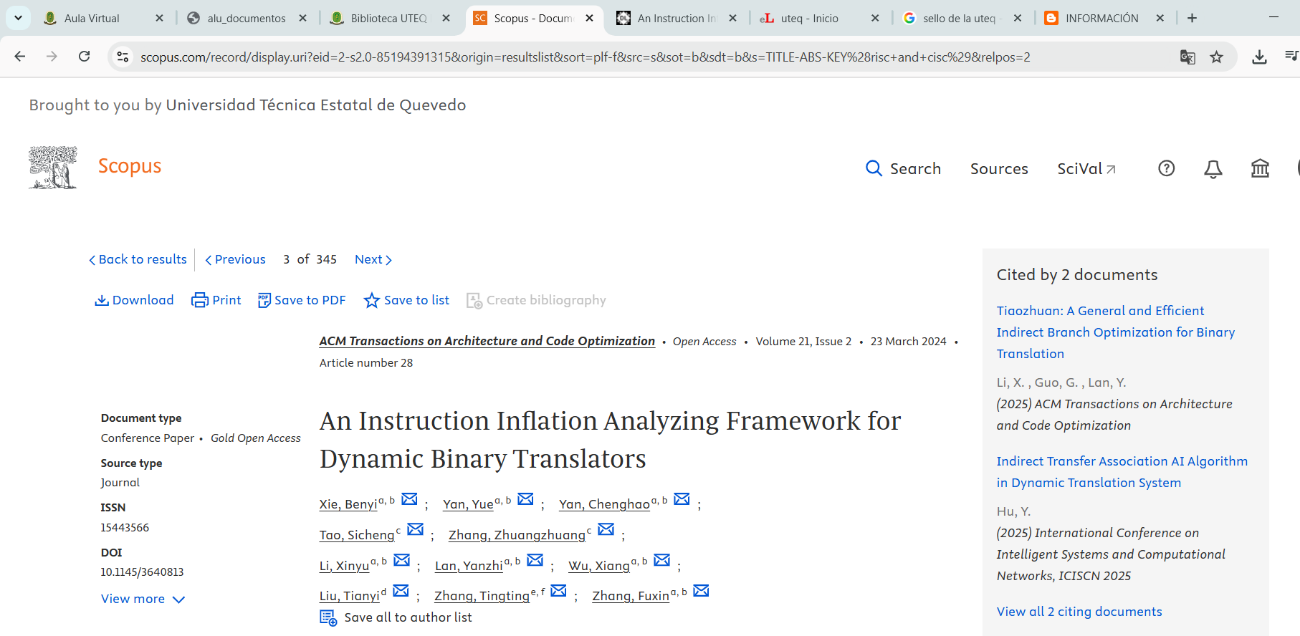 Aula Virtual
alu_documentos
Biblioteca UTEQ
SC Scopus - Docum
An Instruction In
eL uteq - Inicio
sello de la uteq
INFORMACIÓN
scopus.com/record/display.uri?eid=2-s2.0-85194391315&origin=resultslist&sort=plf-f&src=s&sot=b&sdt=b&s=TITLE-ABS-KEY%28risc+and+cisc%29&relpos=2
Brought to you by Universidad Técnica Estatal de Quevedo
Scopus
Search
Sources
SciVal
Back to results
Previous
3 of 345
Next
Download
Print
Save to PDF
Save to list
Create bibliography
ACM Transactions on Architecture and Code Optimization • Open Access • Volume 21, Issue 2 • 23 March 2024 •
Article number 28
Document type
Conference Paper • Gold Open Access
Source type
Journal
ISSN
15443566
DOI
10.1145/3640813
View more
An Instruction Inflation Analyzing Framework for
Dynamic Binary Translators
Xie, Benyi a, b ; Yan, Yue a, b ; Yan, Chenghao a, b ;
Tao, Sicheng c ; Zhang, Zhuangzhuang c ;
Li, Xinyu a, b ; Lan, Yanzhi a, b ; Wu, Xiang a, b ;
Liu, Tianyi d ; Zhang, Tingting e, f ; Zhang, Fuxin a, b
Save all to author list
Cited by 2 documents
Tiaozhuan: A General and Efficient
Indirect Branch Optimization for Binary
Translation
Li, X. , Guo, G. , Lan, Y.
(2025) ACM Transactions on Architecture
and Code Optimization
Indirect Transfer Association AI Algorithm
in Dynamic Translation System
Hu, Y.
(2025) International Conference on
Intelligent Systems and Computational
Networks, ICISCN 2025
View all 2 citing documents